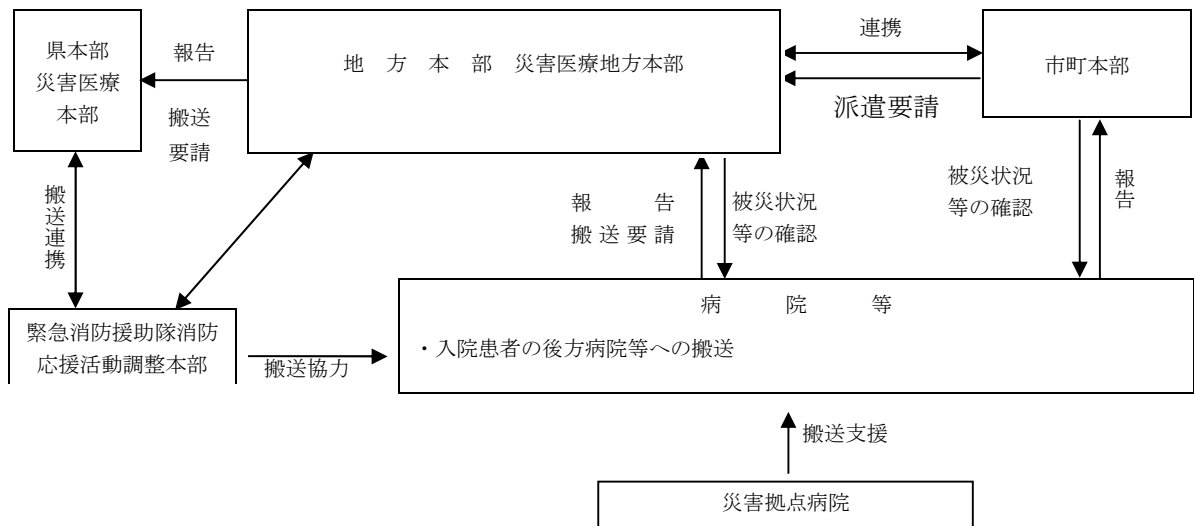 県本部
災害医療
本部
報告
搬送
要請
地　方　本　部　災害医療地方本部
連携
派遣要請
市町本部
搬送連携
報　　　告
搬 送 要 請
被災状況
等の確認
被災状況
等の確認
報告
緊急消防援助隊消防
応援活動調整本部
搬送協力
病　　　院　　　等
・入院患者の後方病院等への搬送
搬送支援
災害拠点病院